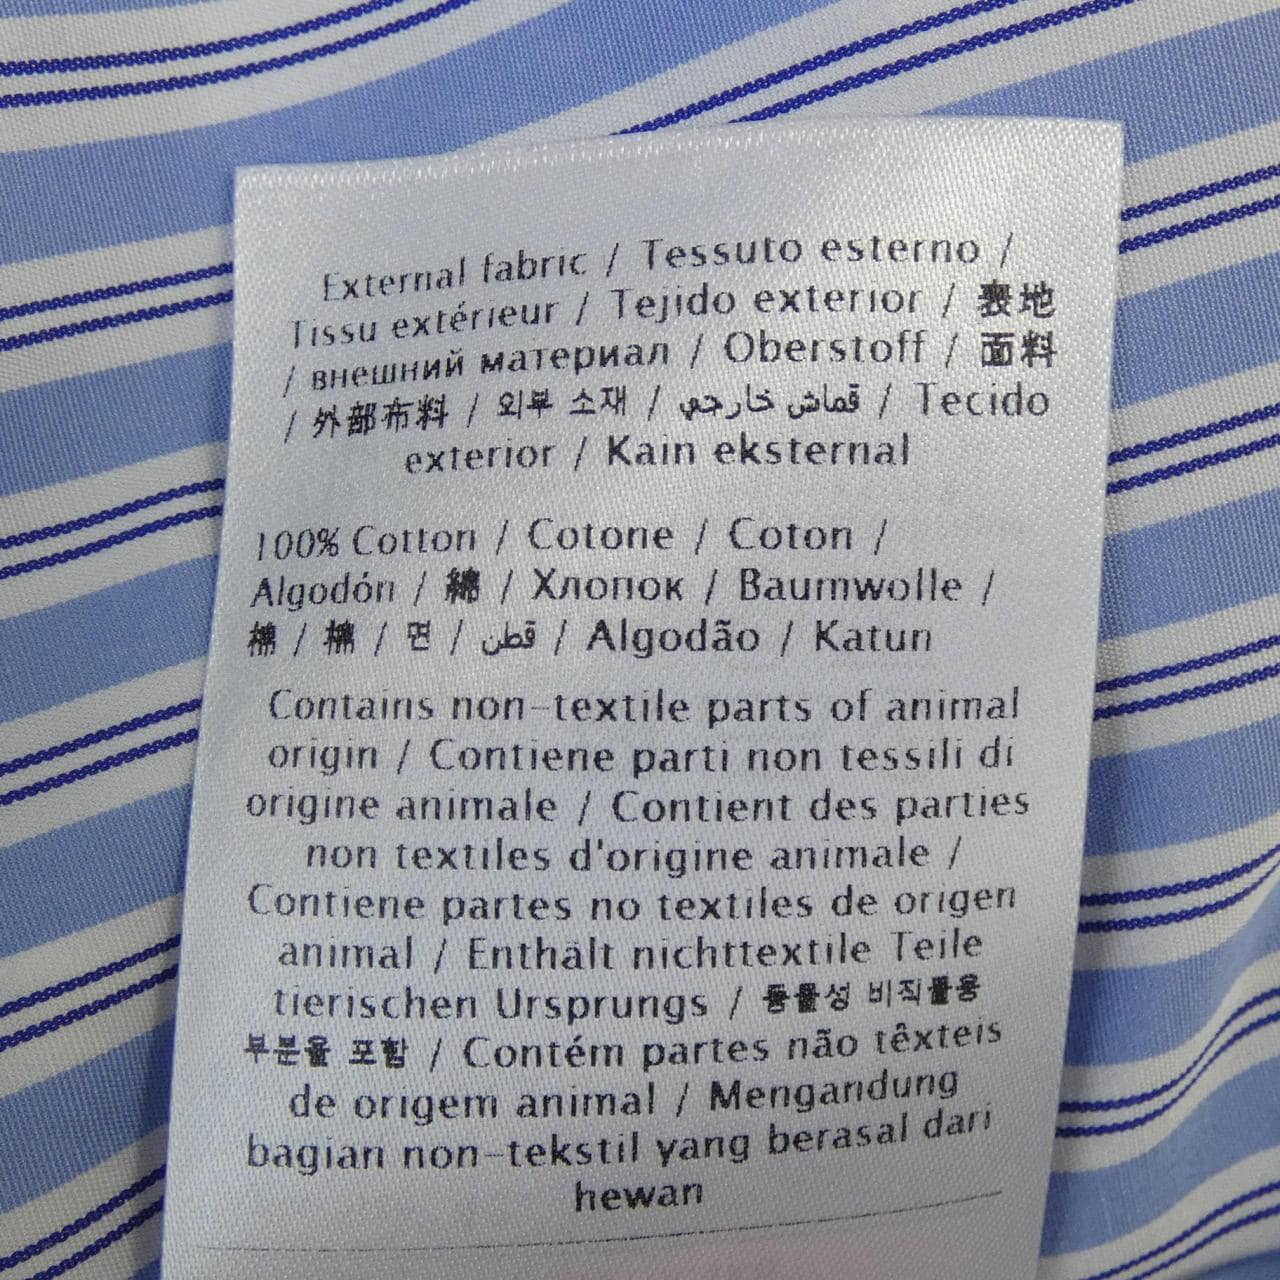 External fabric / Tessuto esterno /
Tissu extérieur / Tejido exterior / 表地
/ внешний материал / Oberstoff / 面料
/ 外部布料 / 외부 소재 / قماش خارجي / Tecido
exterior / Kain eksternal
100% Cotton / Cotone / Coton /
Algodón / 綿 / Хлопок / Baumwolle /
棉 / 棉 / 면 / قطن / Algodão / Katun
Contains non-textile parts of animal
origin / Contiene parti non tessili di
origine animale / Contient des parties
non textiles d'origine animale /
Contiene partes no textiles de origen
animal / Enthält nichttextile Teile
tierischen Ursprungs / 동물성 비직물용
부분을 포함 / Contém partes não têxteis
de origem animal / Mengandung
bagian non-tekstil yang berasal dari
hewan